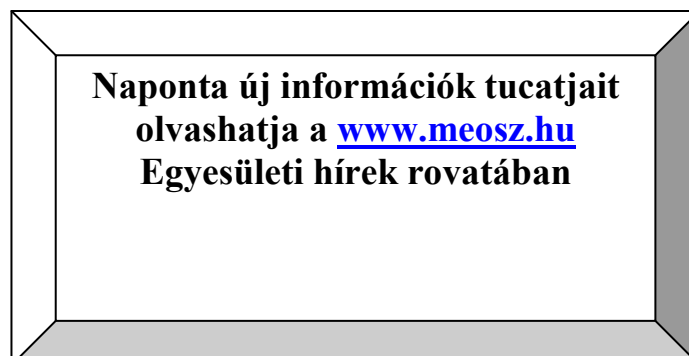 Naponta új információk tucatjait
olvashatja a www.meosz.hu
Egyesületi hírek rovatában